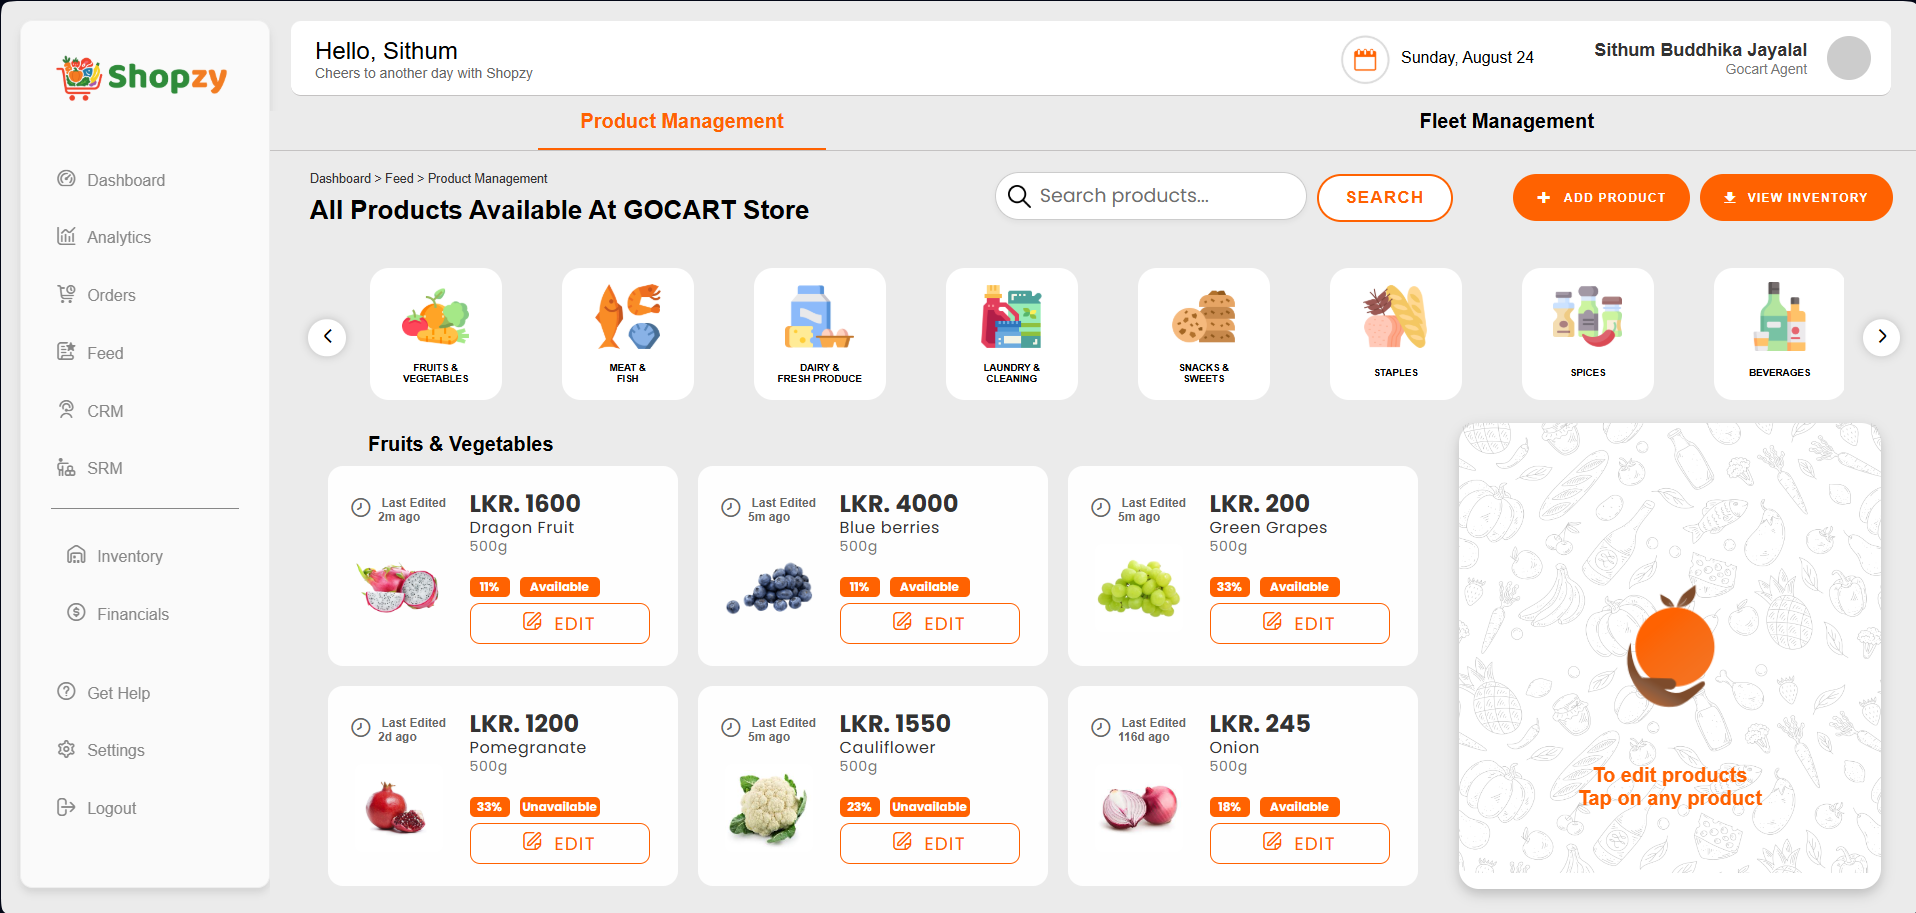 Shopzy
Hello, Sithum
Cheers to another day with Shopzy
Sunday, August 24
Sithum Buddhika Jayalal
Gocart Agent
Product Management
Fleet Management
Dashboard
Analytics
Orders
Feed
CRM
SRM
Inventory
Financials
Get Help
Settings
Logout
Dashboard > Feed > Product Management
All Products Available At GOCART Store
Search products...
SEARCH
ADD PRODUCT
VIEW INVENTORY
FRUITS &
VEGETABLES
MEAT &
FISH
DAIRY &
FRESH PRODUCE
LAUNDRY &
CLEANING
SNACKS &
SWEETS
STAPLES
SPICES
BEVERAGES
Fruits & Vegetables
Last Edited
2m ago
LKR. 1600
Dragon Fruit
500g
11%
Available
EDIT
Last Edited
5m ago
LKR. 4000
Blue berries
500g
11%
Available
EDIT
Last Edited
5m ago
LKR. 200
Green Grapes
500g
33%
Available
EDIT
Last Edited
2d ago
LKR. 1200
Pomegranate
500g
33%
Unavailable
EDIT
Last Edited
5m ago
LKR. 1550
Cauliflower
500g
23%
Unavailable
EDIT
Last Edited
116d ago
LKR. 245
Onion
500g
18%
Available
EDIT
To edit products
Tap on any product